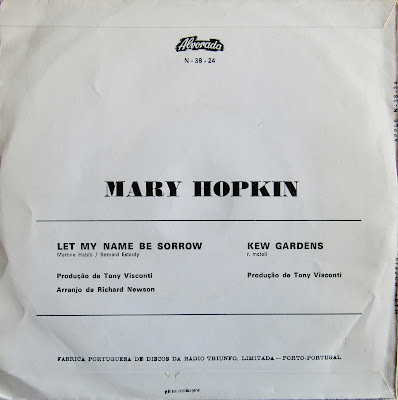 Alvorada
N - 38 - 24
MARY HOPKIN
LET MY NAME BE SORROW
Martine Habib / Bernard Estardy
Produção de Tony Visconti
Arranjo de Richard Newson
KEW GARDENS
r. mctell
Produção de Tony Visconti
FABRICA PORTUGUESA DE DISCOS DA RADIO TRIUNFO, LIMITADA — PORTO-PORTUGAL